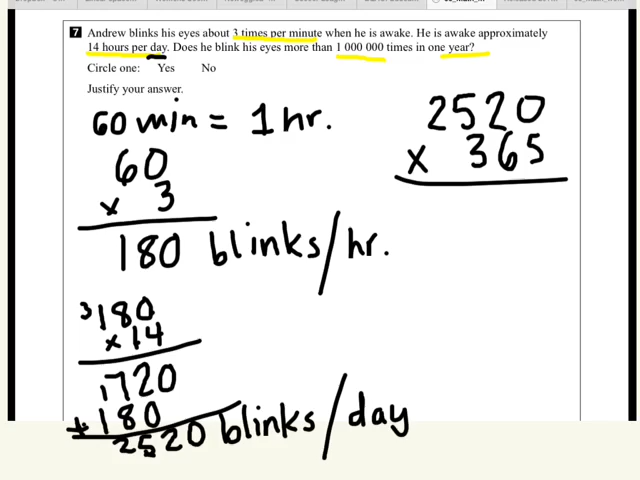 7 Andrew blinks his eyes about 3 times per minute when he is awake. He is awake approximately
14 hours per day. Does he blink his eyes more than 1 000 000 times in one year?
Circle one: Yes No
Justify your answer.
60 min = 1 hr.
60
x 3
180 blinks/hr.
3180
x 14
1720
+ 180
2520 blinks/day
2520
x 365